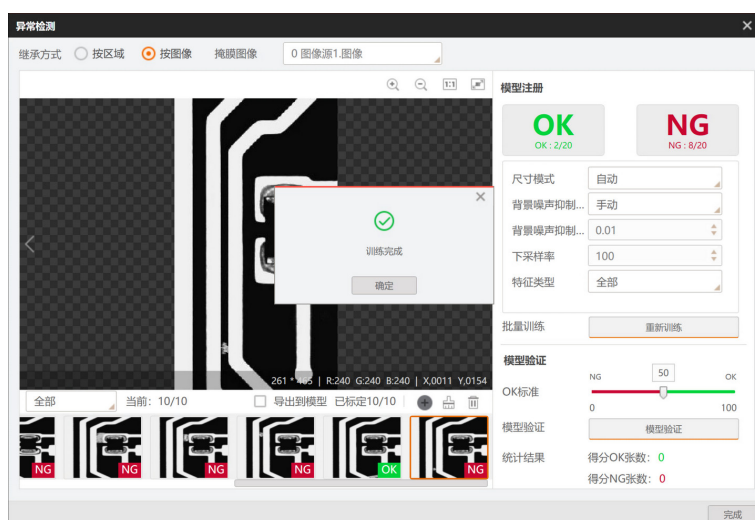 异常检测
继承方式 按区域 按图像 掩膜图像 0 图像源1.图像
1:1
模型注册
OK
OK : 2/20
NG
NG : 8/20
尺寸模式 自动
背景噪声抑制... 手动
背景噪声抑制... 0.01
下采样率 100
特征类型 全部
训练完成
确定
批量训练 重新训练
261 * 465 | R:240 G:240 B:240 | X,0011 Y,0154
全部 当前: 10/10 导出到模型 已标定10/10
NG
NG
NG
NG
OK
NG
模型验证
NG 50 OK
OK标准
0 100
模型验证 模型验证
统计结果 得分OK张数: 0
得分NG张数: 0
完成